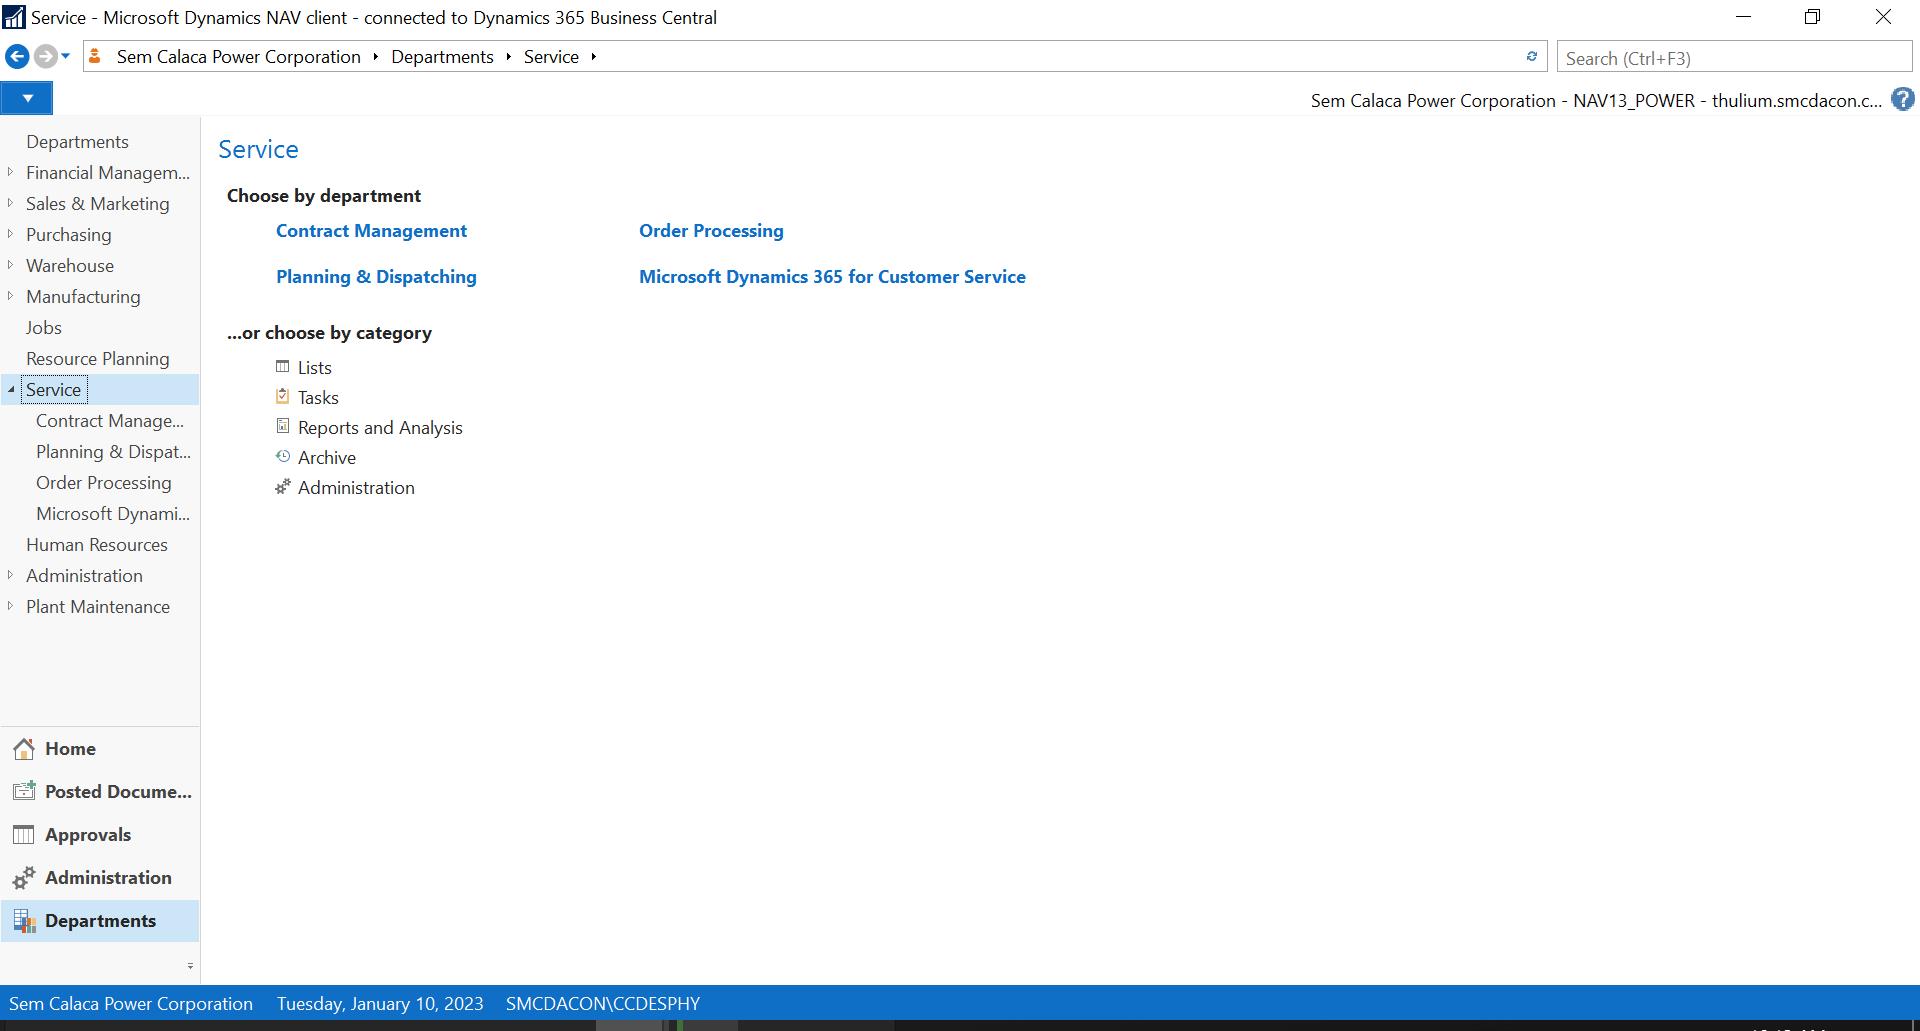 Service - Microsoft Dynamics NAV client - connected to Dynamics 365 Business Central
Sem Calaca Power Corporation
Departments
Service
Search (Ctrl+F3)
Sem Calaca Power Corporation - NAV13_POWER - thulium.smcdacon.c...
Departments
Financial Managem...
Sales & Marketing
Purchasing
Warehouse
Manufacturing
Jobs
Resource Planning
Service
Contract Manage...
Planning & Dispat...
Order Processing
Microsoft Dynami...
Human Resources
Administration
Plant Maintenance
Home
Posted Docume...
Approvals
Administration
Departments
Service
Choose by department
Contract Management
Order Processing
Planning & Dispatching
Microsoft Dynamics 365 for Customer Service
...or choose by category
Lists
Tasks
Reports and Analysis
Archive
Administration
Sem Calaca Power Corporation
Tuesday, January 10, 2023
SMCDACON\CCDESPHY